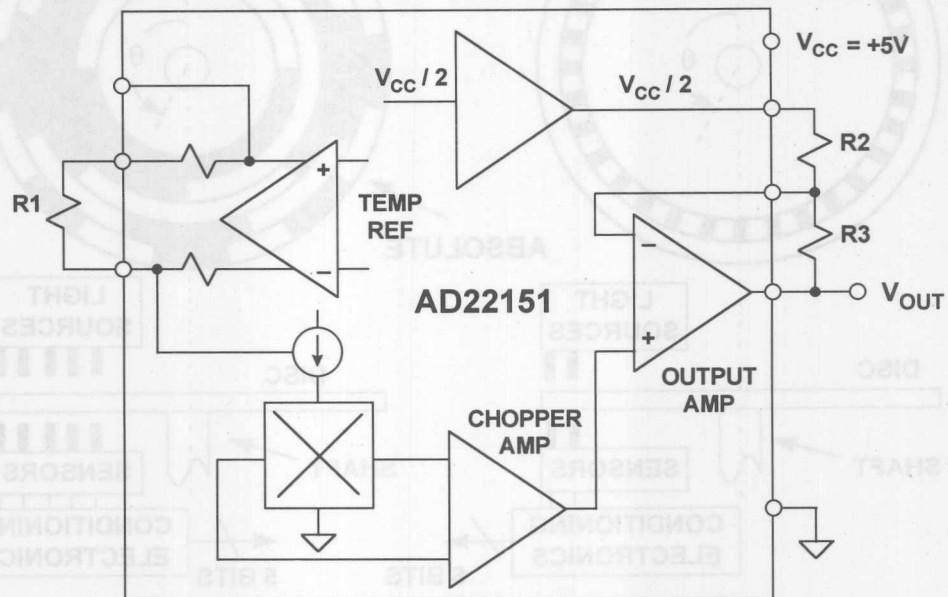 V_CC = +5V
V_CC / 2
V_CC / 2
R2
R1
+
TEMP
REF
−
−
R3
AD22151
V_OUT
+
OUTPUT
AMP
CHOPPER
AMP